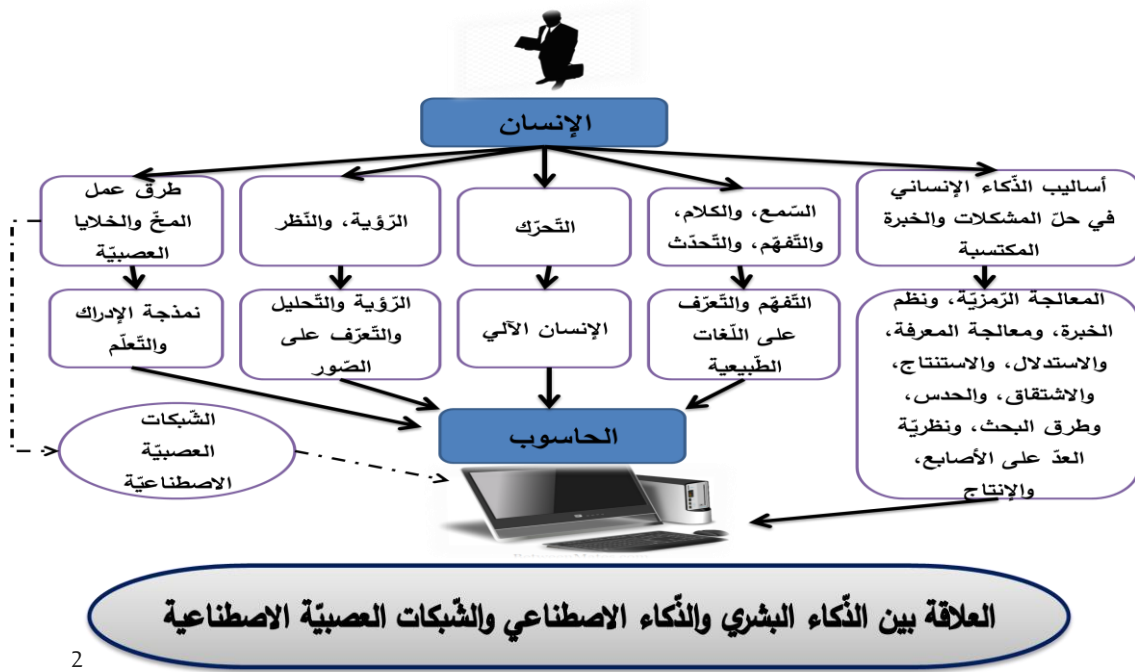 الإنسان
أساليب الذّكاء الإنساني
في حلّ المشكلات والخبرة
المكتسبة
السّمع، والكلام،
والتّفهّم، والتّحدّث
التّحرّك
الرّؤية، والنّظر
طرق عمل
المخّ والخلايا
العصبيّة
المعالجة الرّمزيّة، ونظم
الخبرة، ومعالجة المعرفة،
والاستدلال، والاستنتاج،
والاشتقاق، والحدس،
وطرق البحث، ونظريّة
العدّ على الأصابع،
والإنتاج
التّفهّم والتّعرّف
على اللّغات
الطّبيعية
الإنسان الآلي
الرّؤية والتّحليل
والتّعرّف على
الصّور
نمذجة الإدراك
والتّعلّم
الحاسوب
الشّبكات
العصبيّة
الاصطناعيّة
العلاقة بين الذّكاء البشري والذّكاء الاصطناعي والشّبكات العصبيّة الاصطناعية
2